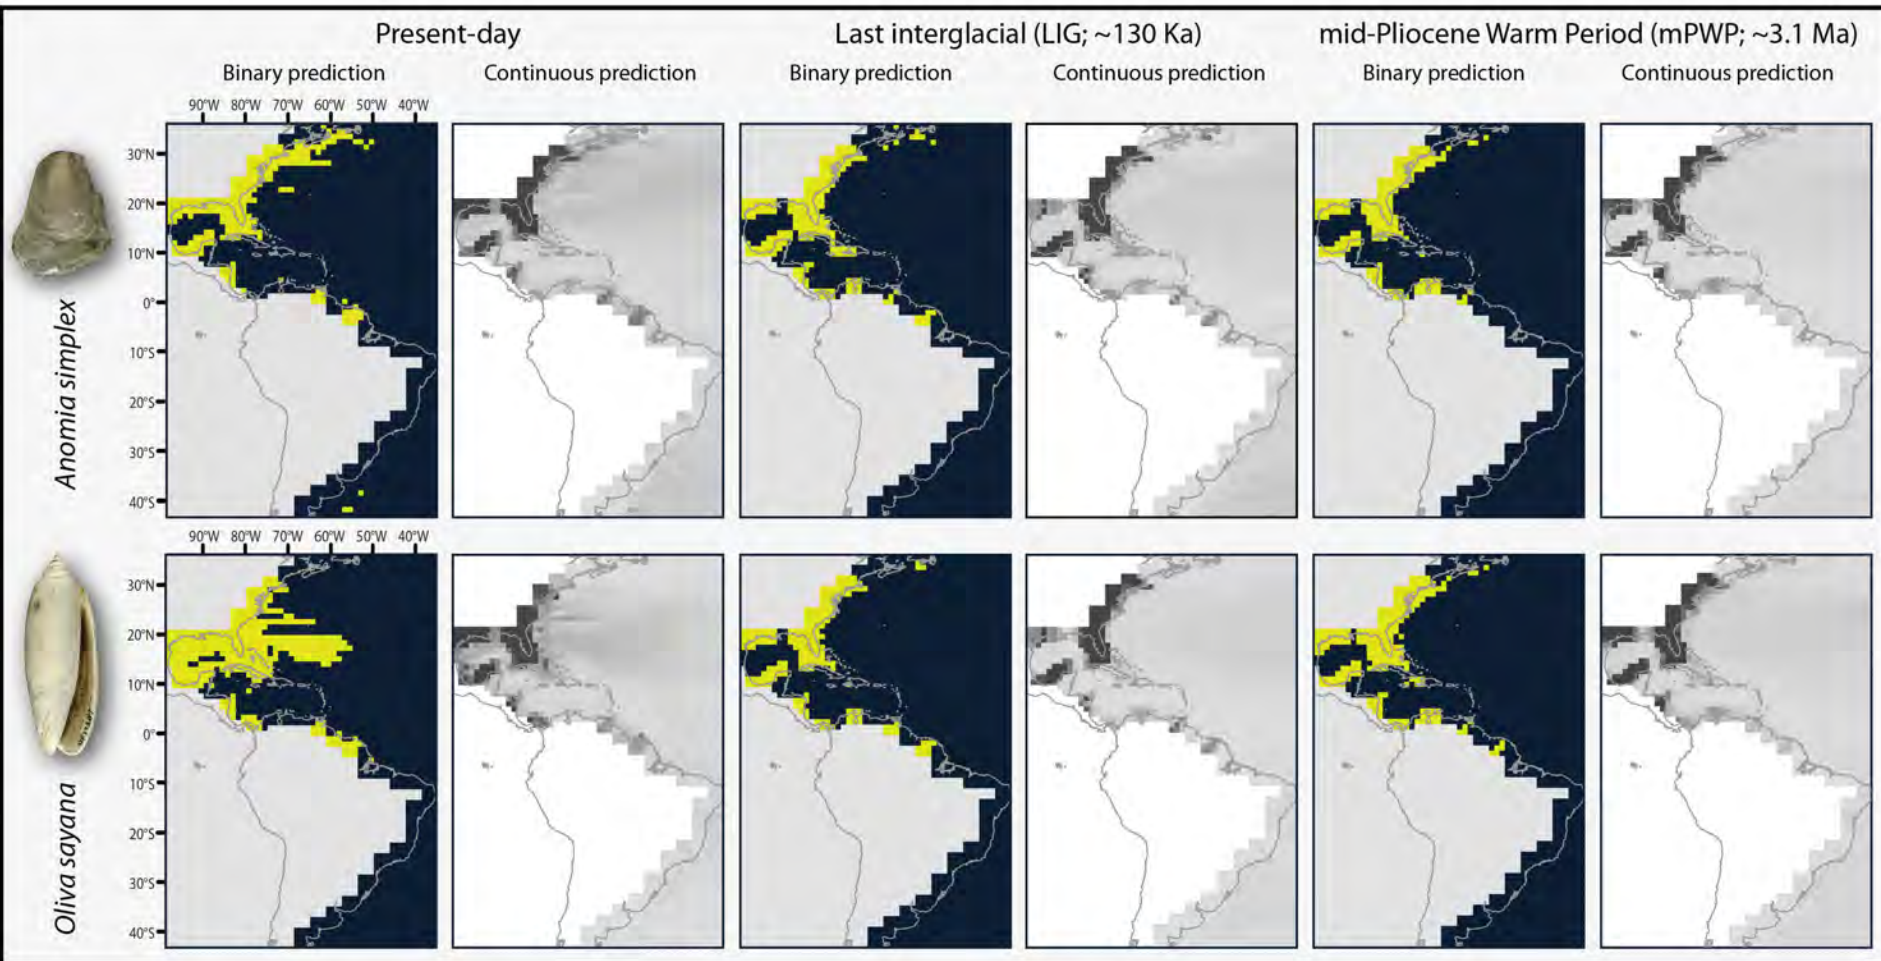 Present-day
Last interglacial (LIG; ~130 Ka)
mid-Pliocene Warm Period (mPWP; ~3.1 Ma)
Binary prediction
Continuous prediction
Binary prediction
Continuous prediction
Binary prediction
Continuous prediction
90°W 80°W 70°W 60°W 50°W 40°W
30°N
20°N
10°N
0°
10°S
20°S
30°S
40°S
Anomia simplex
90°W 80°W 70°W 60°W 50°W 40°W
30°N
20°N
10°N
0°
10°S
20°S
30°S
40°S
Oliva sayana